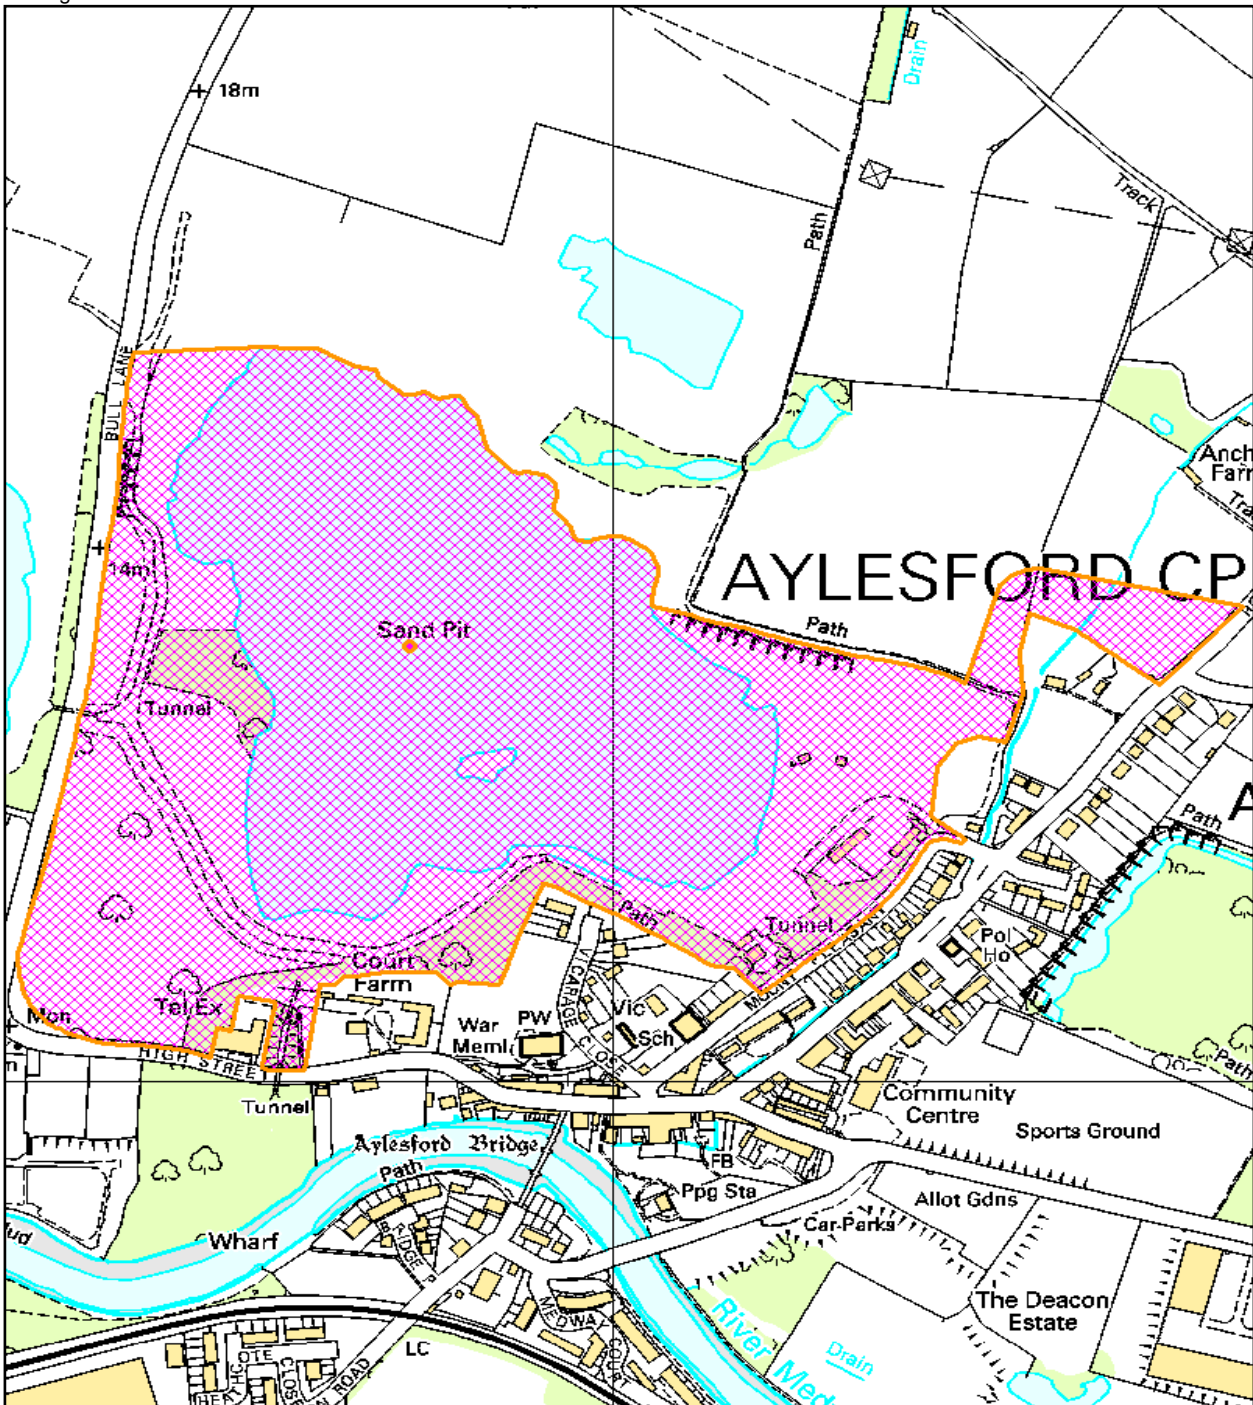 18m
Drain
Path
Track
BULL LANE
14m
AYLESFORD CP
Sand Pit
Path
Tunnel
Path
Path
Tunnel
Court
Farm
Tel Ex
Mon
HIGH STREET
Tunnel
War
Meml
PW
VICARAGE CLOSE
Vic
Sch
MOUNT
Pol
Ho
Path
Community
Centre
Sports Ground
Aylesford Bridge
Path
FB
Ppg Sta
Allot Gdns
Car Parks
Wharf
The Deacon
Estate
MEDWAY COURT
River Med
Drain
LC
ROAD